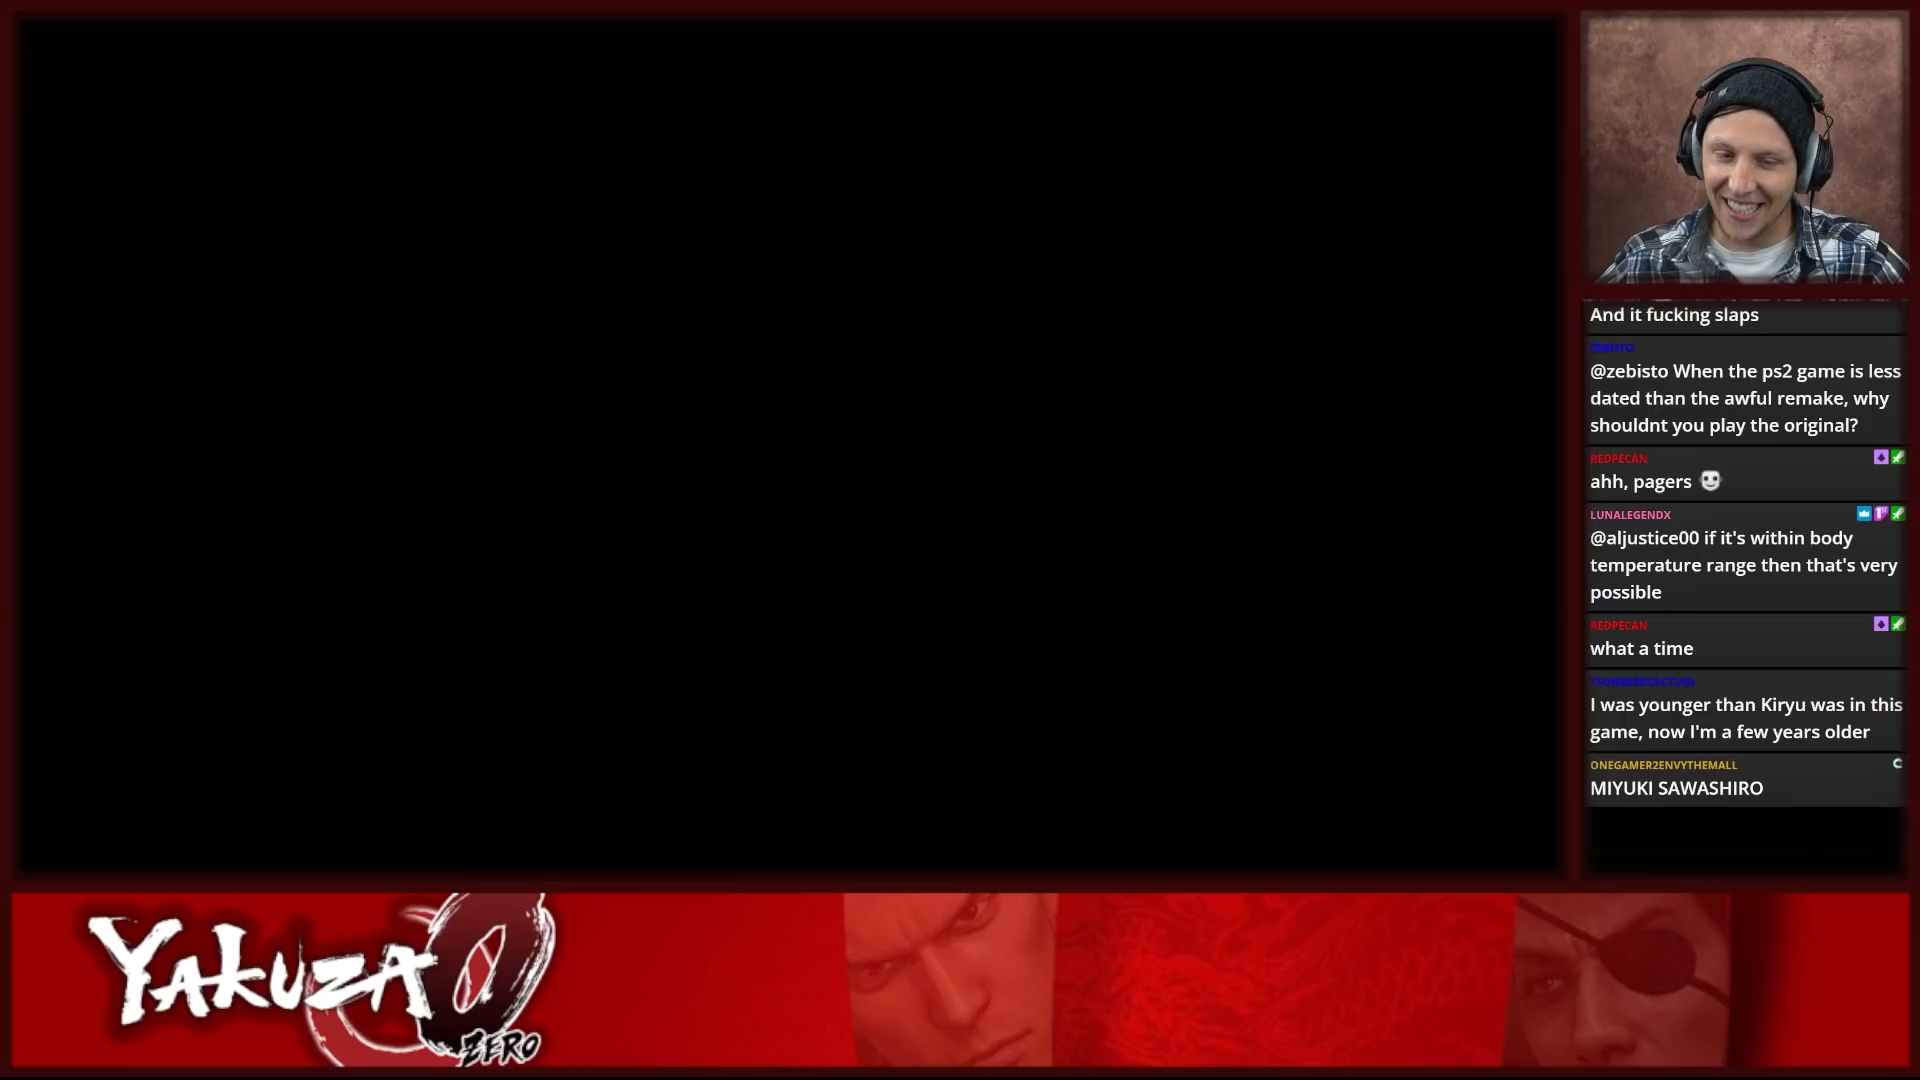 And it fucking slaps
ZEBISTO
@zebisto When the ps2 game is less
dated than the awful remake, why
shouldnt you play the original?
REDPECAN
ahh, pagers
LUNALEGENDX
@aljustice00 if it's within body
temperature range then that's very
possible
REDPECAN
what a time
I was younger than Kiryu was in this
game, now I'm a few years older
ONEGAMER2ENVYTHEMALL
MIYUKI SAWASHIRO
YAKUZA 0
ZERO